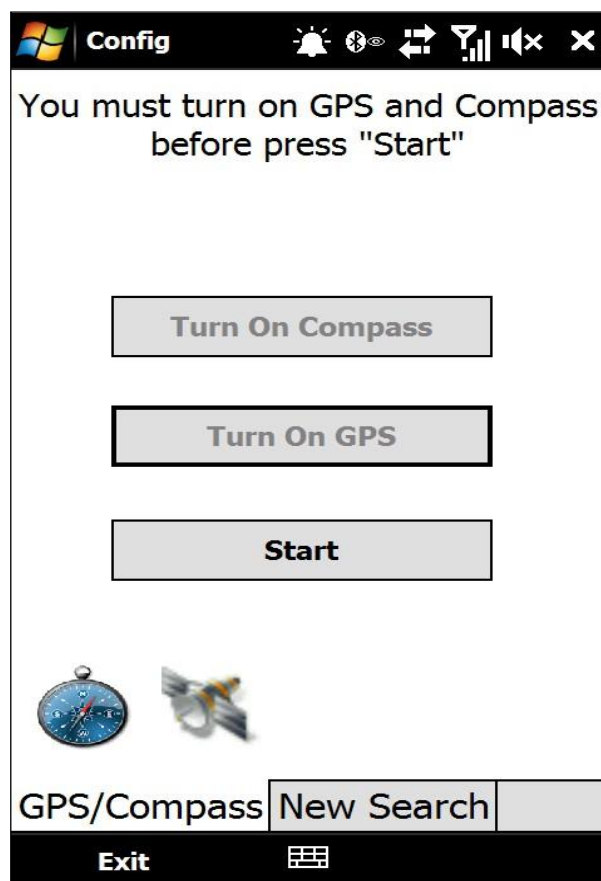 Config
You must turn on GPS and Compass
before press "Start"
Turn On Compass
Turn On GPS
Start
GPS/Compass New Search
Exit